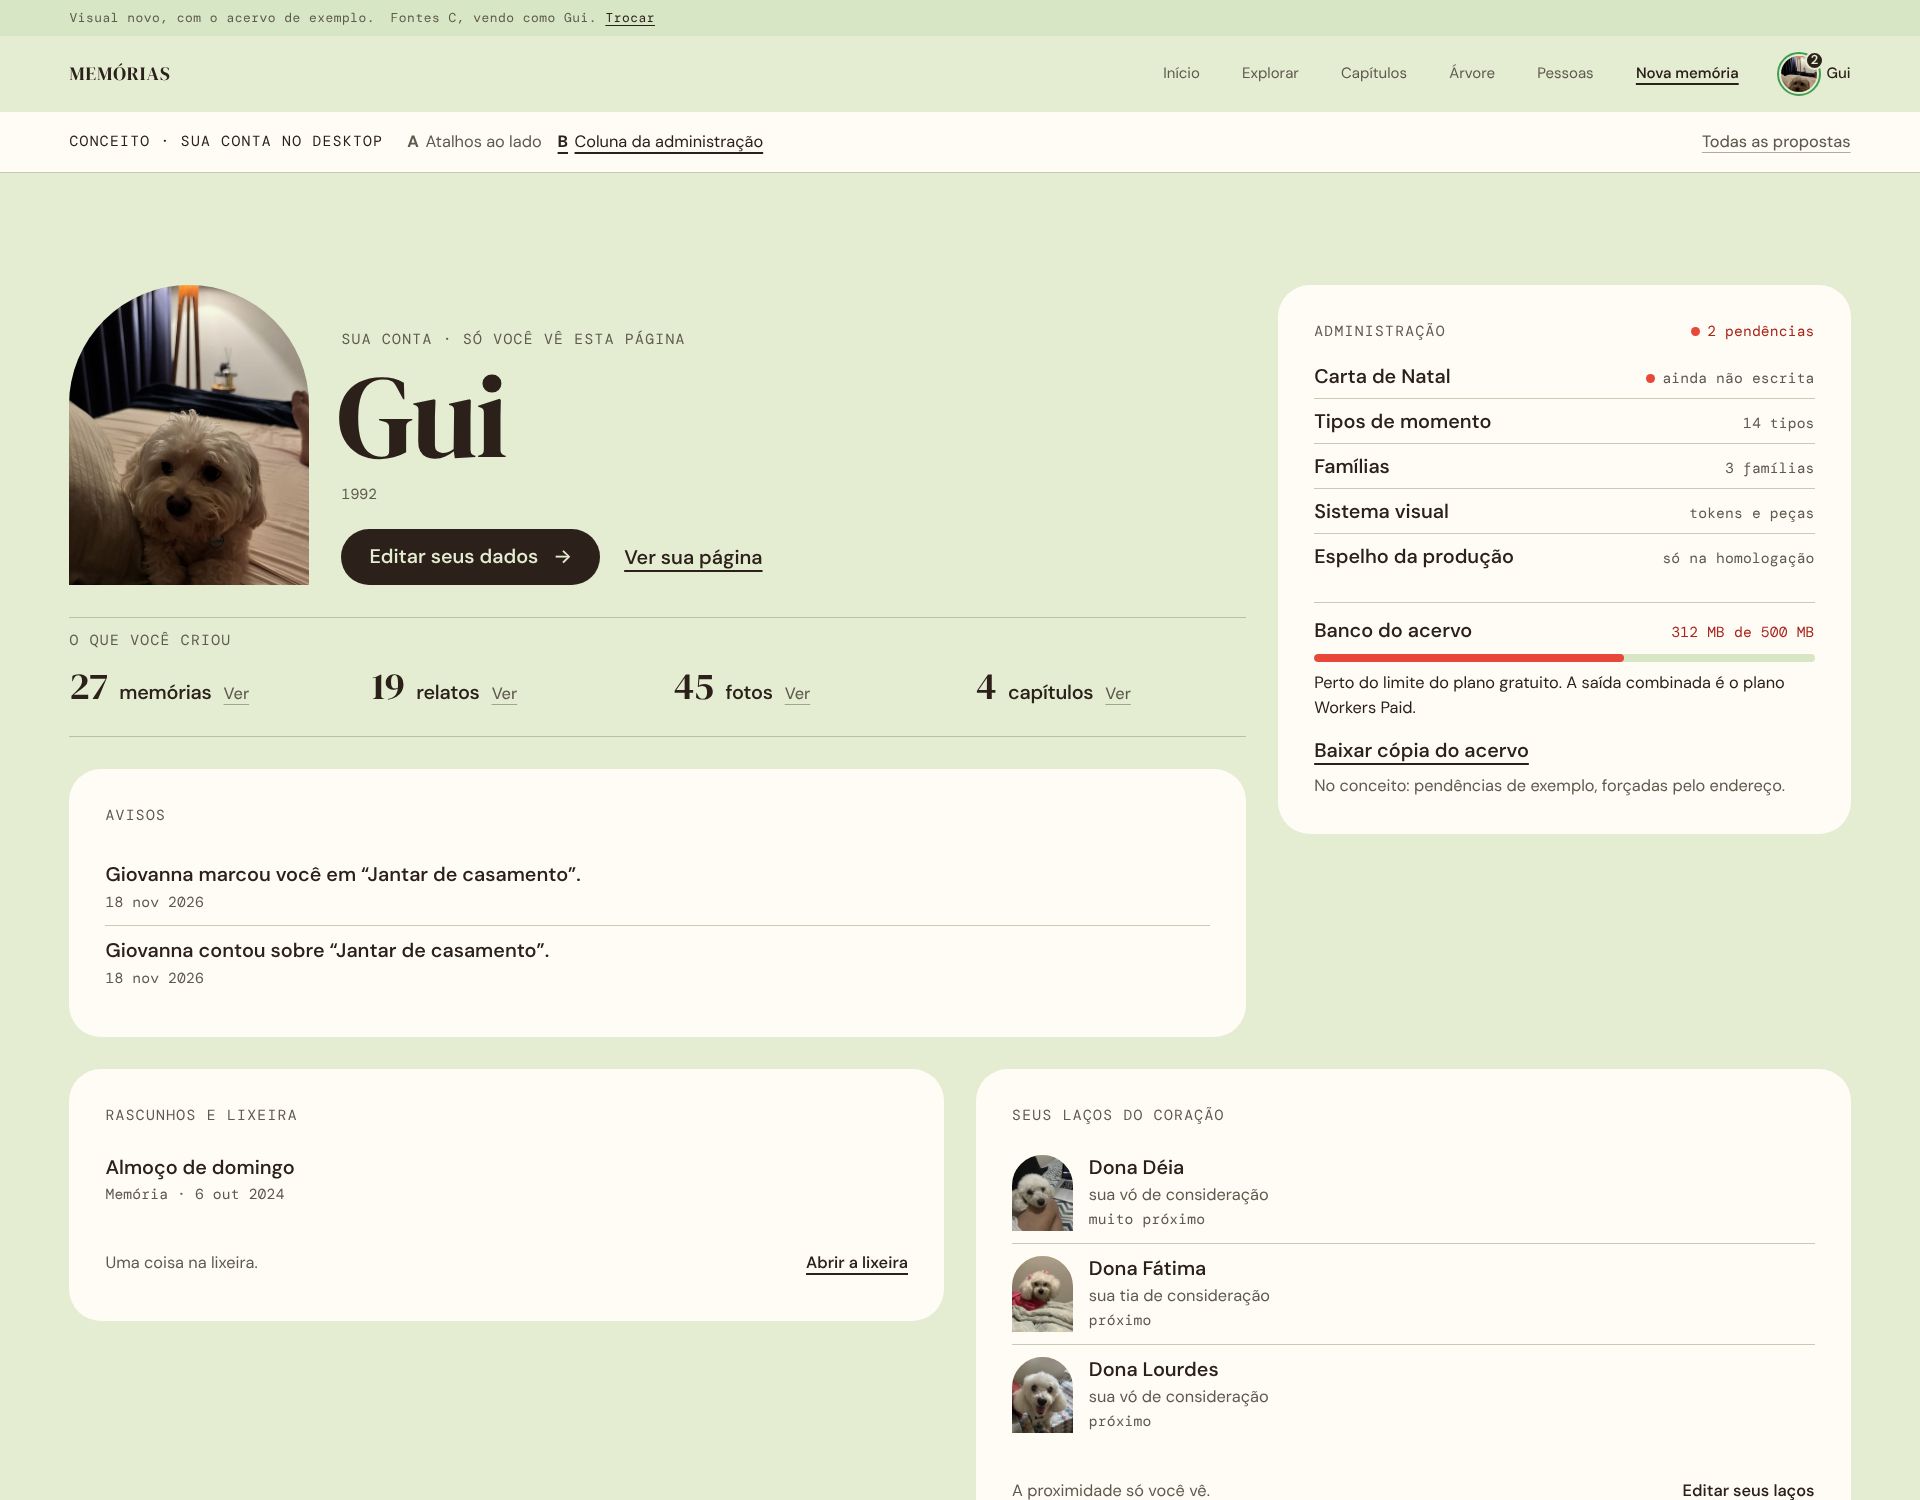 Visual novo, com o acervo de exemplo. Fontes C, vendo como Gui. Trocar
MEMÓRIAS
Início Explorar Capítulos Árvore Pessoas Nova memória 2 Gui
CONCEITO · SUA CONTA NO DESKTOP A Atalhos ao lado B Coluna da administração Todas as propostas
SUA CONTA · SÓ VOCÊ VÊ ESTA PÁGINA
Gui
1992
Editar seus dados → Ver sua página
O QUE VOCÊ CRIOU
27 memórias Ver 19 relatos Ver 45 fotos Ver 4 capítulos Ver
ADMINISTRAÇÃO 2 pendências
Carta de Natal ainda não escrita
Tipos de momento 14 tipos
Famílias 3 famílias
Sistema visual tokens e peças
Espelho da produção só na homologação
Banco do acervo 312 MB de 500 MB
Perto do limite do plano gratuito. A saída combinada é o plano
Workers Paid.
Baixar cópia do acervo
No conceito: pendências de exemplo, forçadas pelo endereço.
AVISOS
Giovanna marcou você em “Jantar de casamento”.
18 nov 2026
Giovanna contou sobre “Jantar de casamento”.
18 nov 2026
RASCUNHOS E LIXEIRA
Almoço de domingo
Memória · 6 out 2024
Uma coisa na lixeira. Abrir a lixeira
SEUS LAÇOS DO CORAÇÃO
Dona Déia
sua vó de consideração
muito próximo
Dona Fátima
sua tia de consideração
próximo
Dona Lourdes
sua vó de consideração
próximo
A proximidade só você vê. Editar seus laços